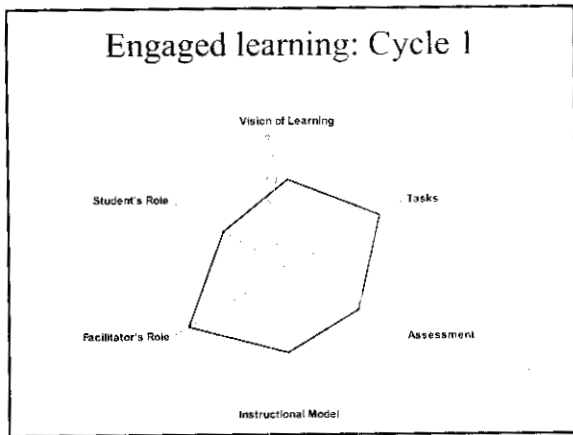 Engaged learning: Cycle 1
Vision of Learning
Student's Role
Tasks
Facilitator's Role
Assessment
Instructional Model